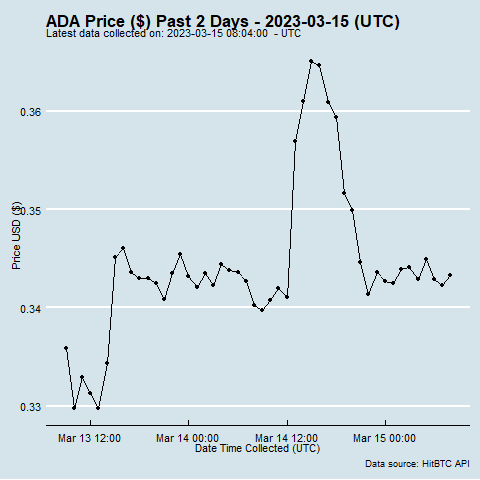 ADA Price ($) Past 2 Days - 2023-03-15 (UTC)
Latest data collected on: 2023-03-15 08:04:00 - UTC
0.36
0.35
0.34
0.33
Price USD ($)
Mar 13 12:00 Mar 14 00:00 Mar 14 12:00 Mar 15 00:00
Date Time Collected (UTC)
Data source: HitBTC API